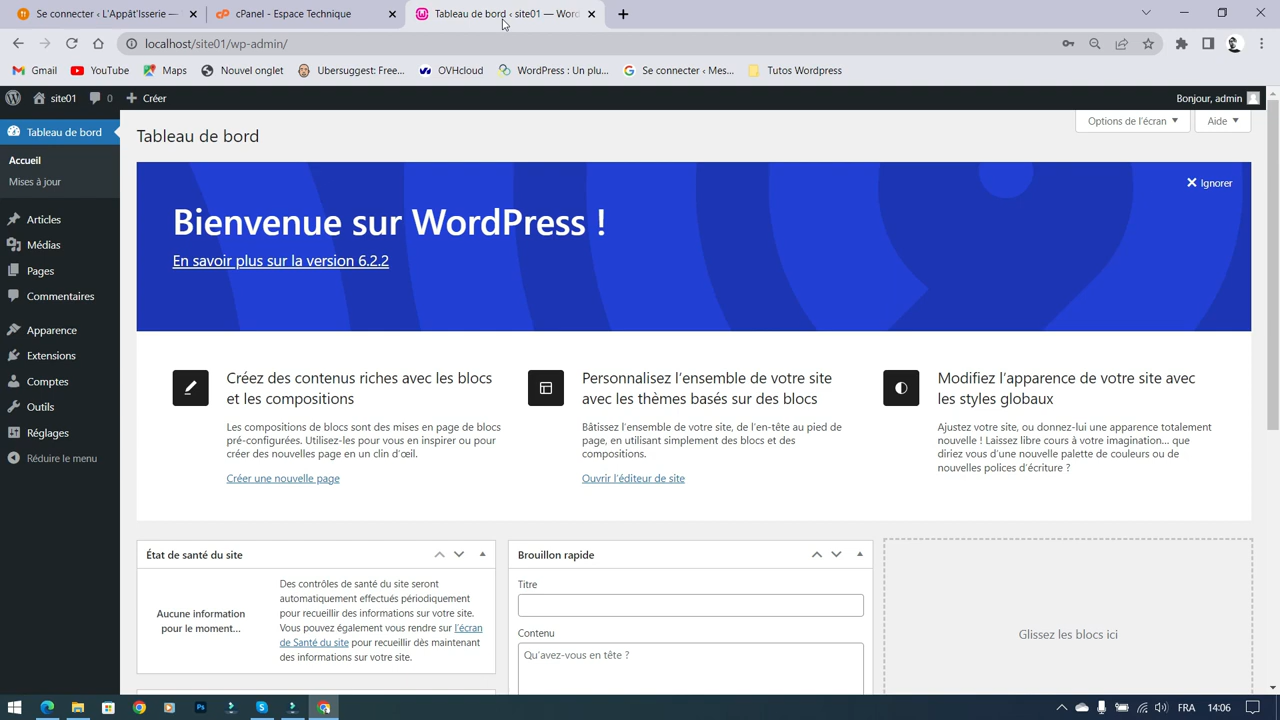 Se connecter ‹ L'Appât'Isserie —
cPanel - Espace Technique
Tableau de bord ‹ site01 — Word
localhost/site01/wp-admin/
Gmail
YouTube
Maps
Nouvel onglet
Ubersuggest: Free...
OVHcloud
WordPress : Un plu...
Se connecter ‹ Mes...
Tutos Wordpress
site01
0
Créer
Bonjour, admin
Tableau de bord
Accueil
Mises à jour
Articles
Médias
Pages
Commentaires
Apparence
Extensions
Comptes
Outils
Réglages
Réduire le menu
Tableau de bord
Options de l'écran
Aide
Ignorer
Bienvenue sur WordPress !
En savoir plus sur la version 6.2.2
Créez des contenus riches avec les blocs
et les compositions
Les compositions de blocs sont des mises en page de blocs
pré-configurées. Utilisez-les pour vous en inspirer ou pour
créer des nouvelles page en un clin d'œil.
Créer une nouvelle page
Personnalisez l'ensemble de votre site
avec les thèmes basés sur des blocs
Bâtissez l'ensemble de votre site, de l'en-tête au pied de
page, en utilisant simplement des blocs et des
compositions.
Ouvrir l'éditeur de site
Modifiez l'apparence de votre site avec
les styles globaux
Ajustez votre site, ou donnez-lui une apparence totalement
nouvelle ! Laissez libre cours à votre imagination... que
diriez vous d'une nouvelle palette de couleurs ou de
nouvelles polices d'écriture ?
État de santé du site
Aucune information
pour le moment...
Des contrôles de santé du site seront
automatiquement effectués périodiquement
pour recueillir des informations sur votre site.
Vous pouvez également vous rendre sur l'écran
de Santé du site pour recueillir dès maintenant
des informations sur votre site.
Brouillon rapide
Titre
Contenu
Qu'avez-vous en tête ?
Glissez les blocs ici
FRA
14:06